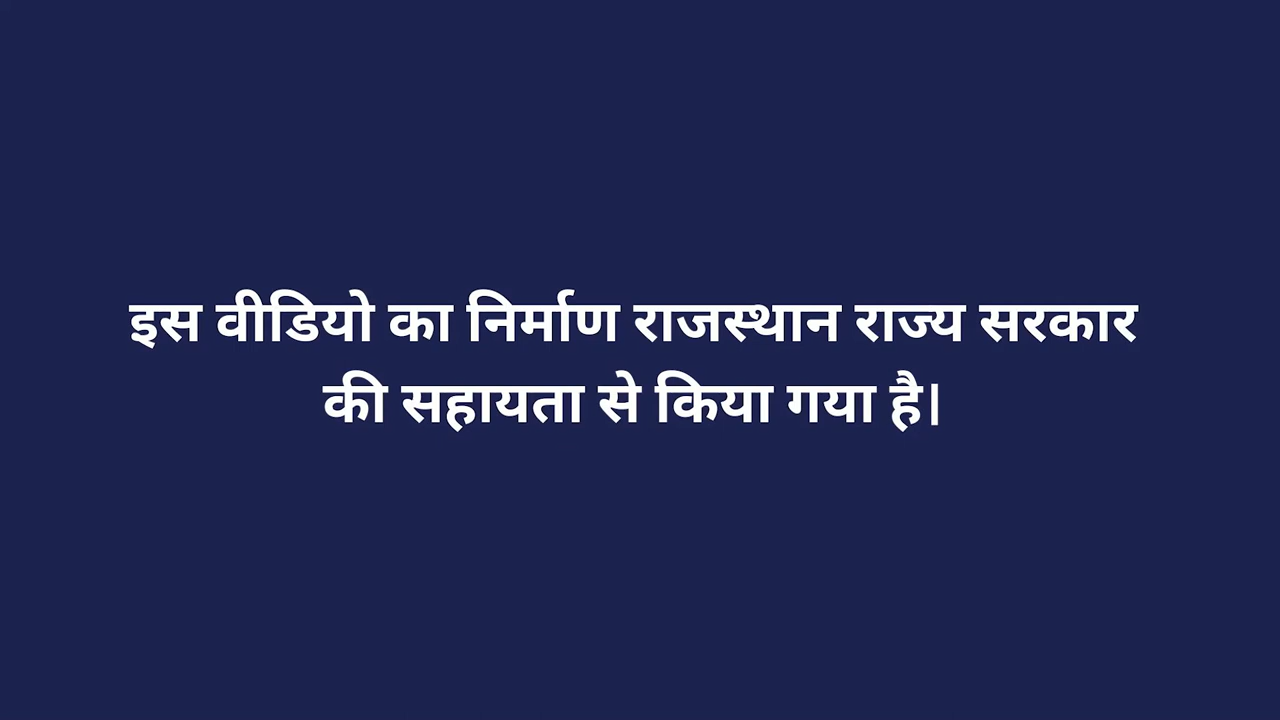 इस वीडियो का निर्माण राजस्थान राज्य सरकार
की सहायता से किया गया है।